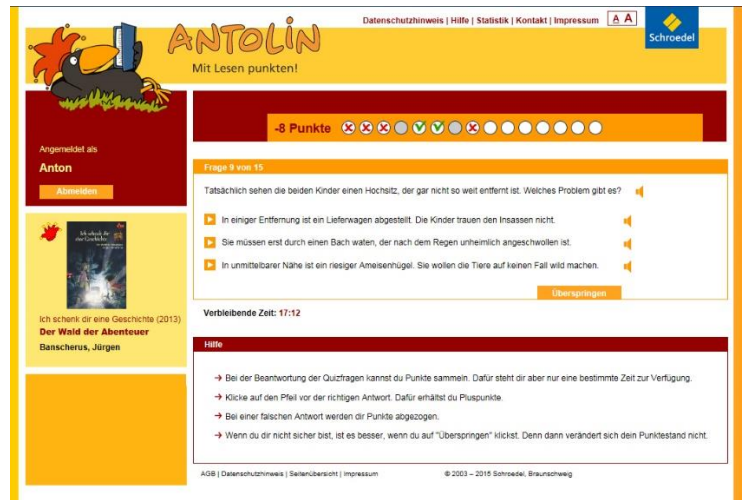 Datenschutzhinweis | Hilfe | Statistik | Kontakt | Impressum A A
Schroedel
ANTOLIN
Mit Lesen punkten!
-8 Punkte
Angemeldet als
Anton
Abmelden
Frage 9 von 15
Tatsächlich sehen die beiden Kinder einen Hochsitz, der gar nicht so weit entfernt ist. Welches Problem gibt es?
In einiger Entfernung ist ein Lieferwagen abgestellt. Die Kinder trauen den Insassen nicht.
Sie müssen erst durch einen Bach waten, der nach dem Regen unheimlich angeschwollen ist.
In unmittelbarer Nähe ist ein riesiger Ameisenhügel. Sie wollen die Tiere auf keinen Fall wild machen.
Überspringen
Verbleibende Zeit: 17:12
Ich schenk dir
eine Geschichte
Ich schenk dir eine Geschichte (2013)
Der Wald der Abenteuer
Banscherus, Jürgen
Hilfe
Bei der Beantwortung der Quizfragen kannst du Punkte sammeln. Dafür steht dir aber nur eine bestimmte Zeit zur Verfügung.
Klicke auf den Pfeil vor der richtigen Antwort. Dafür erhältst du Pluspunkte.
Bei einer falschen Antwort werden dir Punkte abgezogen.
Wenn du dir nicht sicher bist, ist es besser, wenn du auf "Überspringen" klickst. Denn dann verändert sich dein Punktestand nicht.
AGB | Datenschutzhinweis | Seitenübersicht | Impressum © 2003 – 2015 Schroedel, Braunschweig